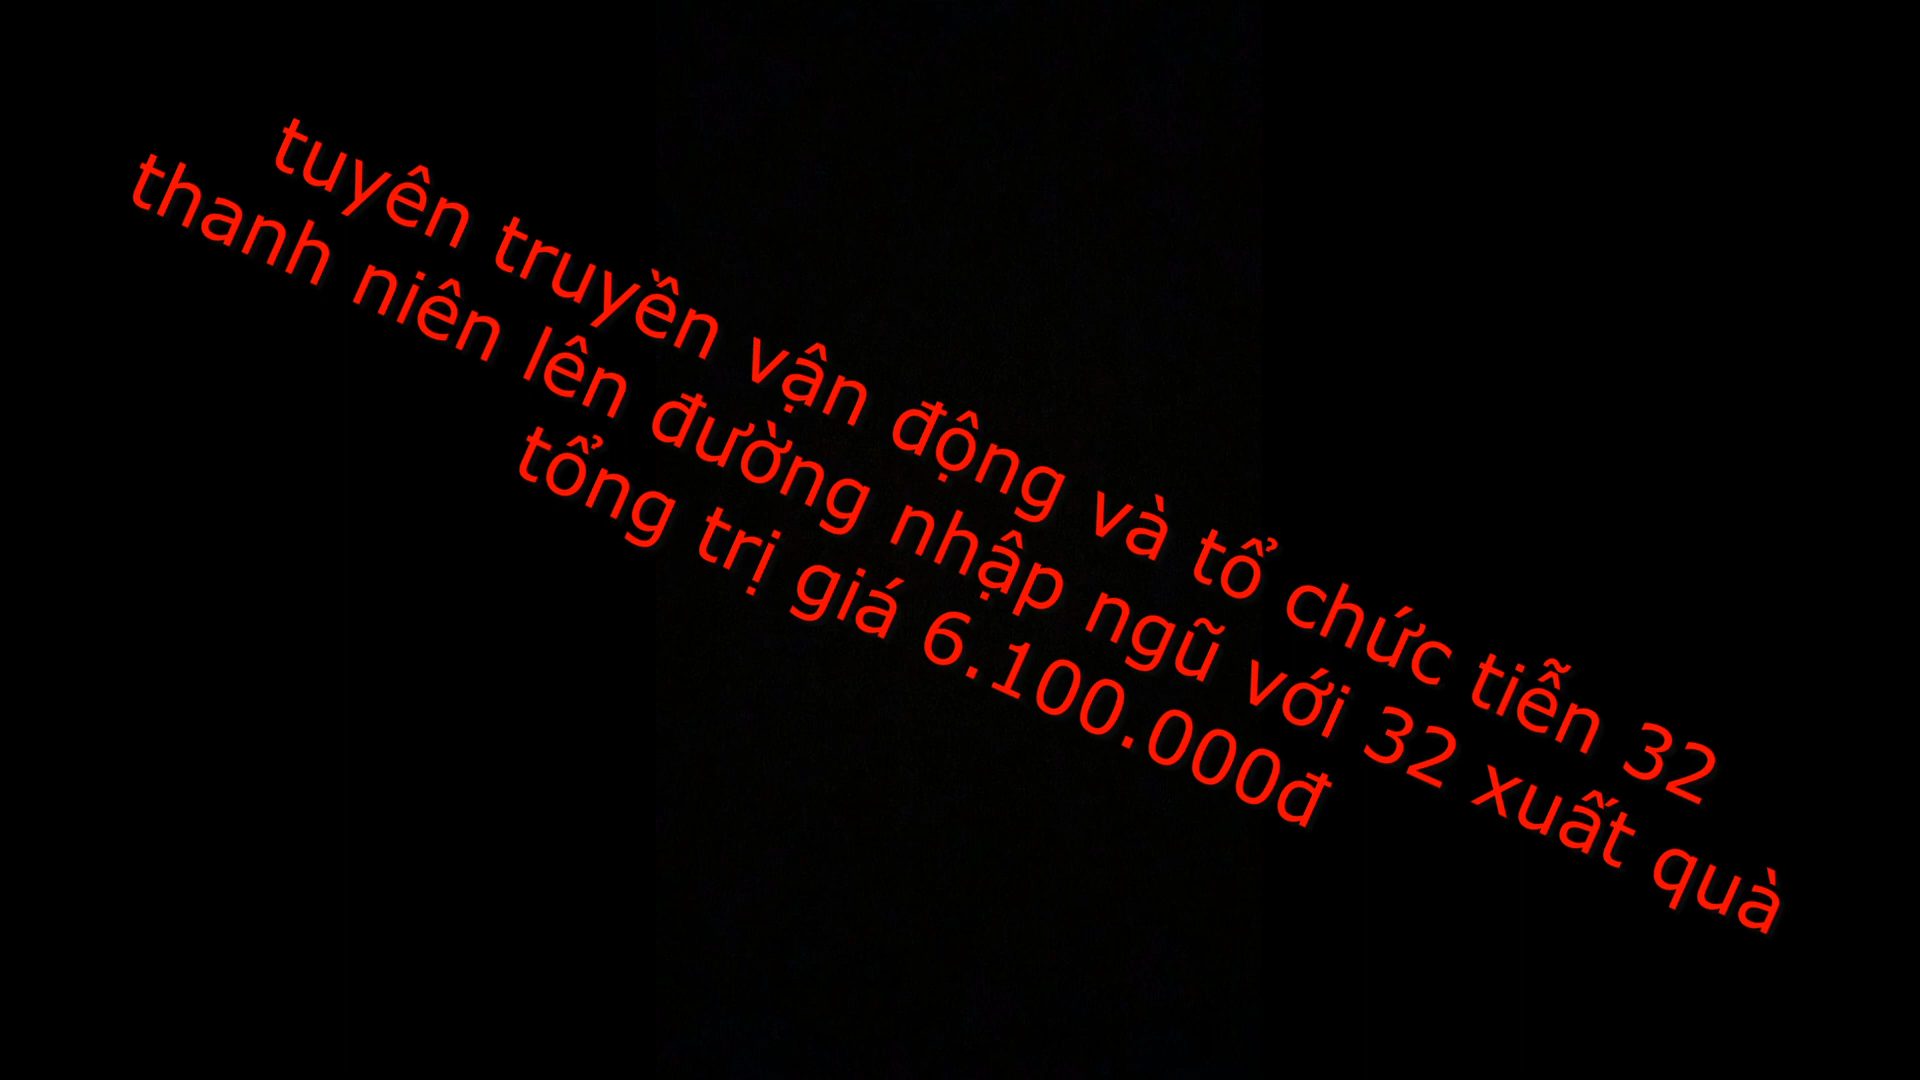 tuyên truyền vận động và tổ chức tiễn 32
thanh niên lên đường nhập ngũ với 32 xuất quà
tổng trị giá 6.100.000đ